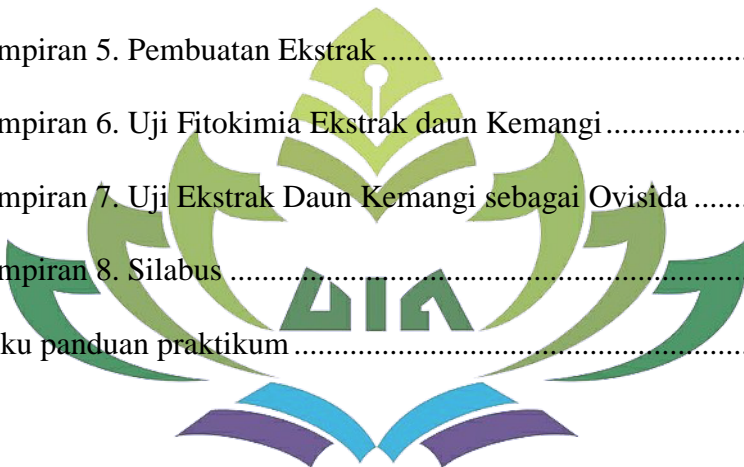 mpiran 5. Pembuatan Ekstrak ..............................................
mpiran 6. Uji Fitokimia Ekstrak daun Kemangi .................
mpiran 7. Uji Ekstrak Daun Kemangi sebagai Ovisida ......
mpiran 8. Silabus ................................................................
UIA
ku panduan praktikum .......................................................